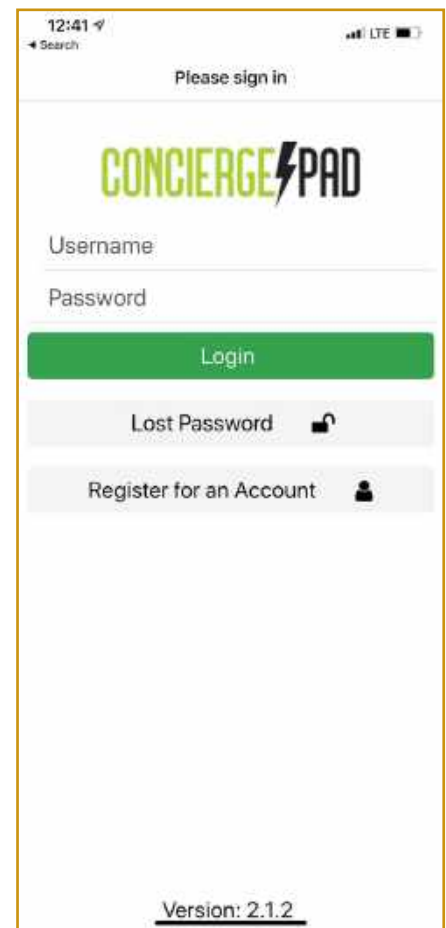 12:41
Search
LTE
Please sign in
CONCIERGE PAD
Username
Password
Login
Lost Password
Register for an Account
Version: 2.1.2